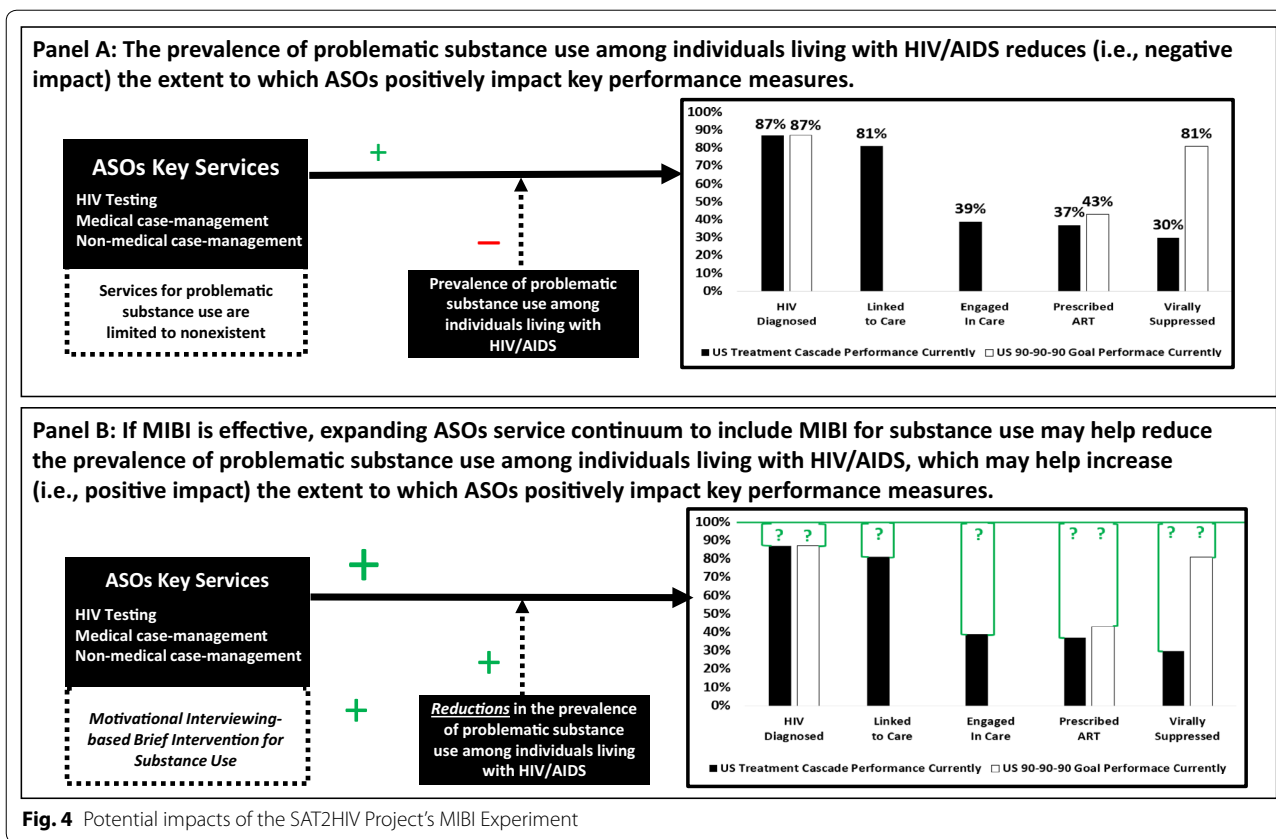 Panel A: The prevalence of problematic substance use among individuals living with HIV/AIDS reduces (i.e., negative
impact) the extent to which ASOs positively impact key performance measures.
ASOs Key Services
HIV Testing
Medical case-management
Non-medical case-management
Services for problematic
substance use are
limited to nonexistent
+
−
Prevalence of problematic
substance use among
individuals living with
HIV/AIDS
100%
90%
80%
70%
60%
50%
40%
30%
20%
10%
0%
87% 87%
81%
39%
37% 43%
30% 81%
HIV
Diagnosed
Linked
to Care
Engaged
In Care
Prescribed
ART
Virally
Suppressed
US Treatment Cascade Performance Currently
US 90-90-90 Goal Performace Currently
Panel B: If MIBI is effective, expanding ASOs service continuum to include MIBI for substance use may help reduce
the prevalence of problematic substance use among individuals living with HIV/AIDS, which may help increase
(i.e., positive impact) the extent to which ASOs positively impact key performance measures.
ASOs Key Services
HIV Testing
Medical case-management
Non-medical case-management
Motivational Interviewing-
based Brief Intervention for
Substance Use
+
+
+
Reductions in the prevalence
of problematic substance
use among individuals living
with HIV/AIDS
100%
90%
80%
70%
60%
50%
40%
30%
20%
10%
0%
? ?
?
?
? ?
? ?
HIV
Diagnosed
Linked
to Care
Engaged
In Care
Prescribed
ART
Virally
Suppressed
US Treatment Cascade Performance Currently
US 90-90-90 Goal Performace Currently
Fig. 4 Potential impacts of the SAT2HIV Project's MIBI Experiment